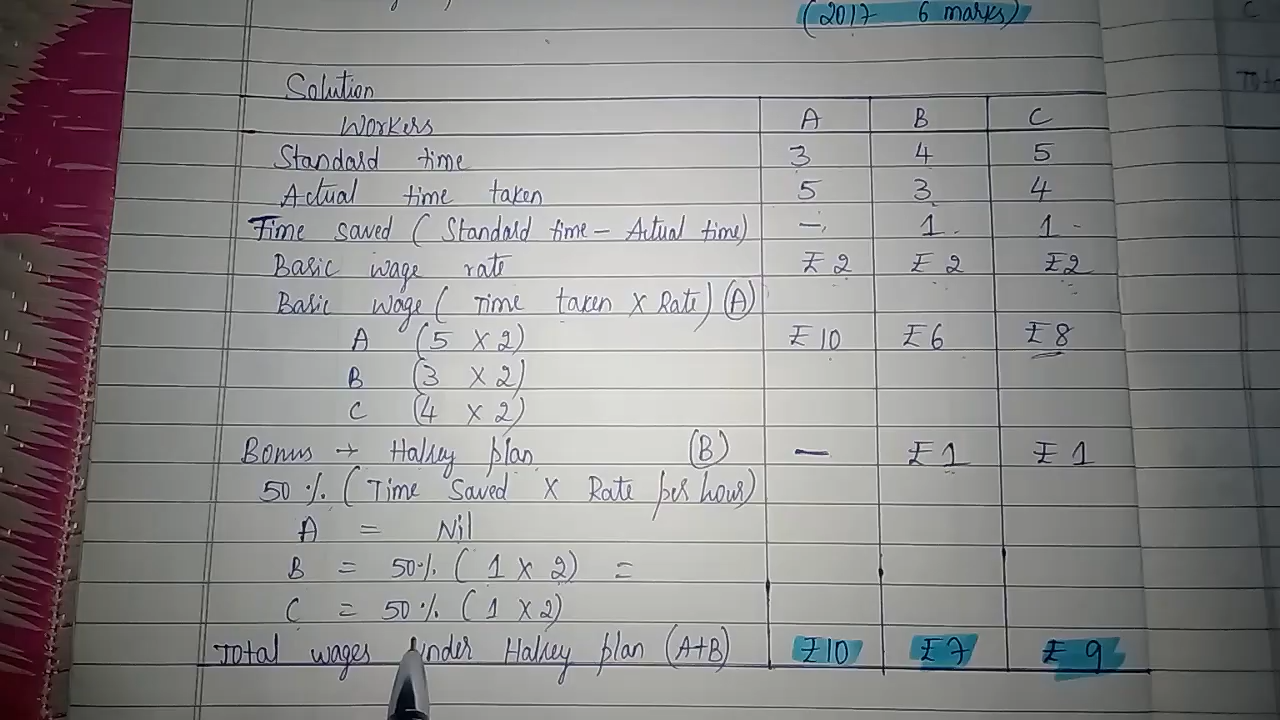 (2017 6 marks)
Solution
Workers A B C
Standard time 3 4 5
Actual time taken 5 3 4
Time saved ( Standard time - Actual time) - 1 1
Basic wage rate ₹ 2 ₹ 2 ₹2
Basic wage ( Time taken X Rate) (A)
A (5 X 2) ₹ 10 ₹ 6 ₹ 8
B (3 X 2)
C (4 X 2)
Bonus → Halsey plan (B) - ₹ 1 ₹ 1
50 % ( Time Saved X Rate per hour)
A = Nil
B = 50% ( 1 X 2) =
C = 50% ( 1 X 2)
Total wages under Halsey plan (A+B) ₹10 ₹ 7 ₹ 9